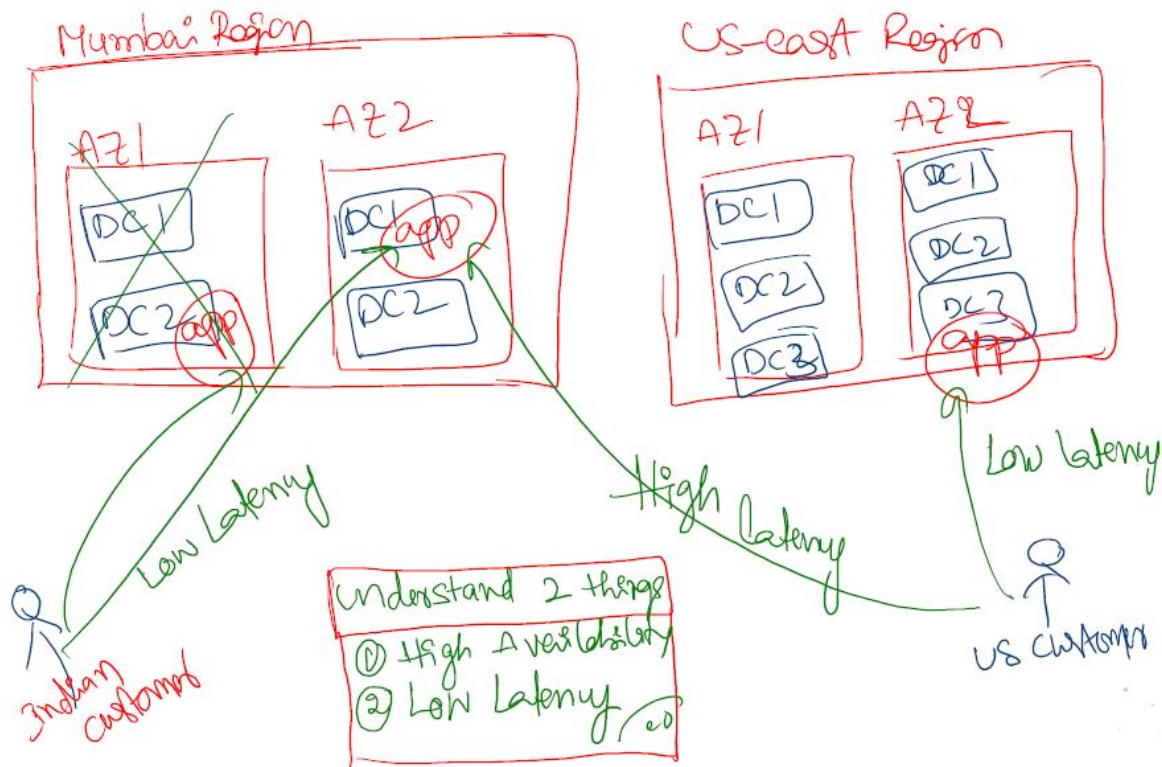 Mumbai Region
US-east Region
AZ1
AZ2
AZ1
AZ2
DC1
DC1
app
DC1
DC1
DC2
DC2
DC2
app
DC2
DC2
DC3
app
DC3
Low Latency
High
Latency
Low Latency
Understand 2 things
① High Availability
② Low Latency
Indian
customer
US Customer